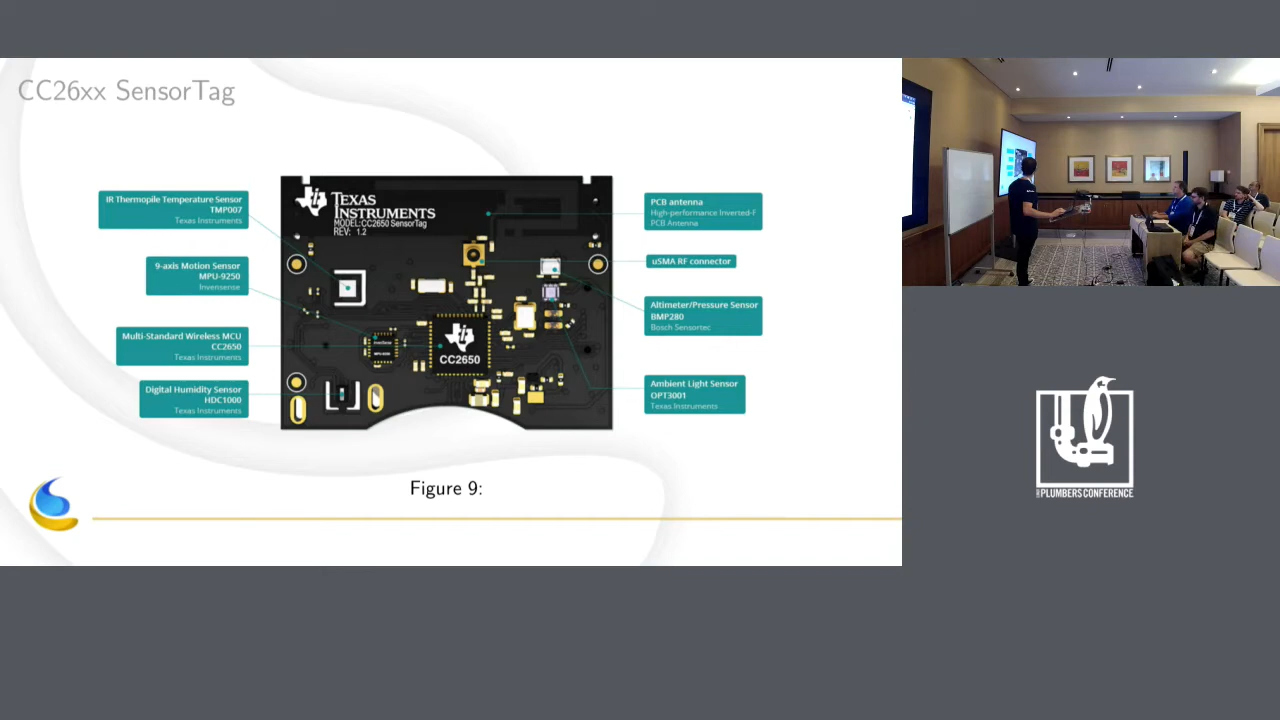 CC26xx SensorTag
IR Thermopile Temperature Sensor
TMP007
Texas Instruments
9-axis Motion Sensor
MPU-9250
Invensense
Multi-Standard Wireless MCU
CC2650
Texas Instruments
Digital Humidity Sensor
HDC1000
Texas Instruments
TEXAS
INSTRUMENTS
MODEL:CC2650 SensorTag
REV: 1.2
CC2650
PCB antenna
High-performance Inverted-F
PCB Antenna
uSMA RF connector
Altimeter/Pressure Sensor
BMP280
Bosch Sensortec
Ambient Light Sensor
OPT3001
Texas Instruments
Figure 9:
PLUMBERS CONFERENCE